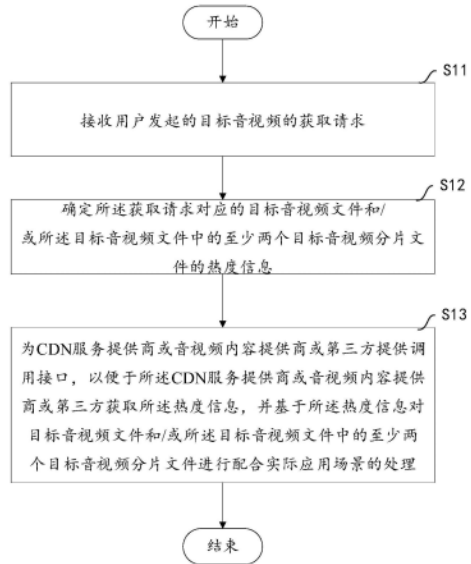 开始
S11
接收用户发起的目标音视频的获取请求
S12
确定所述获取请求对应的目标音视频文件和/
或所述目标音视频文件中的至少两个目标音视频分片文
件的热度信息
S13
为CDN服务提供商或音视频内容提供商或第三方提供调
用接口，以便于所述CDN服务提供商或音视频内容提供
商或第三方获取所述热度信息，并基于所述热度信息对
目标音视频文件和/或所述目标音视频文件中的至少两
个目标音视频分片文件进行配合实际应用场景的处理
结束